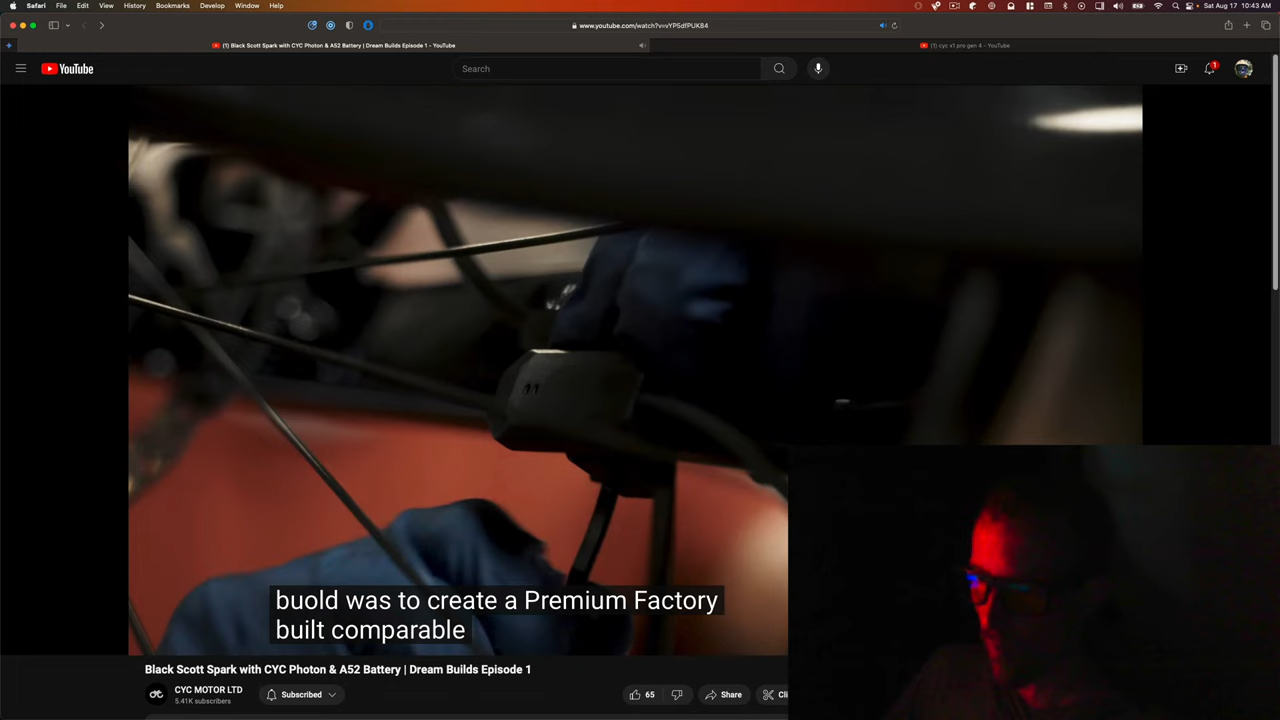 Safari File Edit View History Bookmarks Develop Window Help
Sat Aug 17 10:43 AM
www.youtube.com/watch?v=vYP5dfPUK84
(1) Black Scott Spark with CYC Photon & A52 Battery | Dream Builds Episode 1 - YouTube
(1) cyc x1 pro gen 4 - YouTube
YouTube
Search
1
buold was to create a Premium Factory
built comparable
Black Scott Spark with CYC Photon & A52 Battery | Dream Builds Episode 1
CYC MOTOR LTD
5.41K subscribers
Subscribed
65
Share
Cli